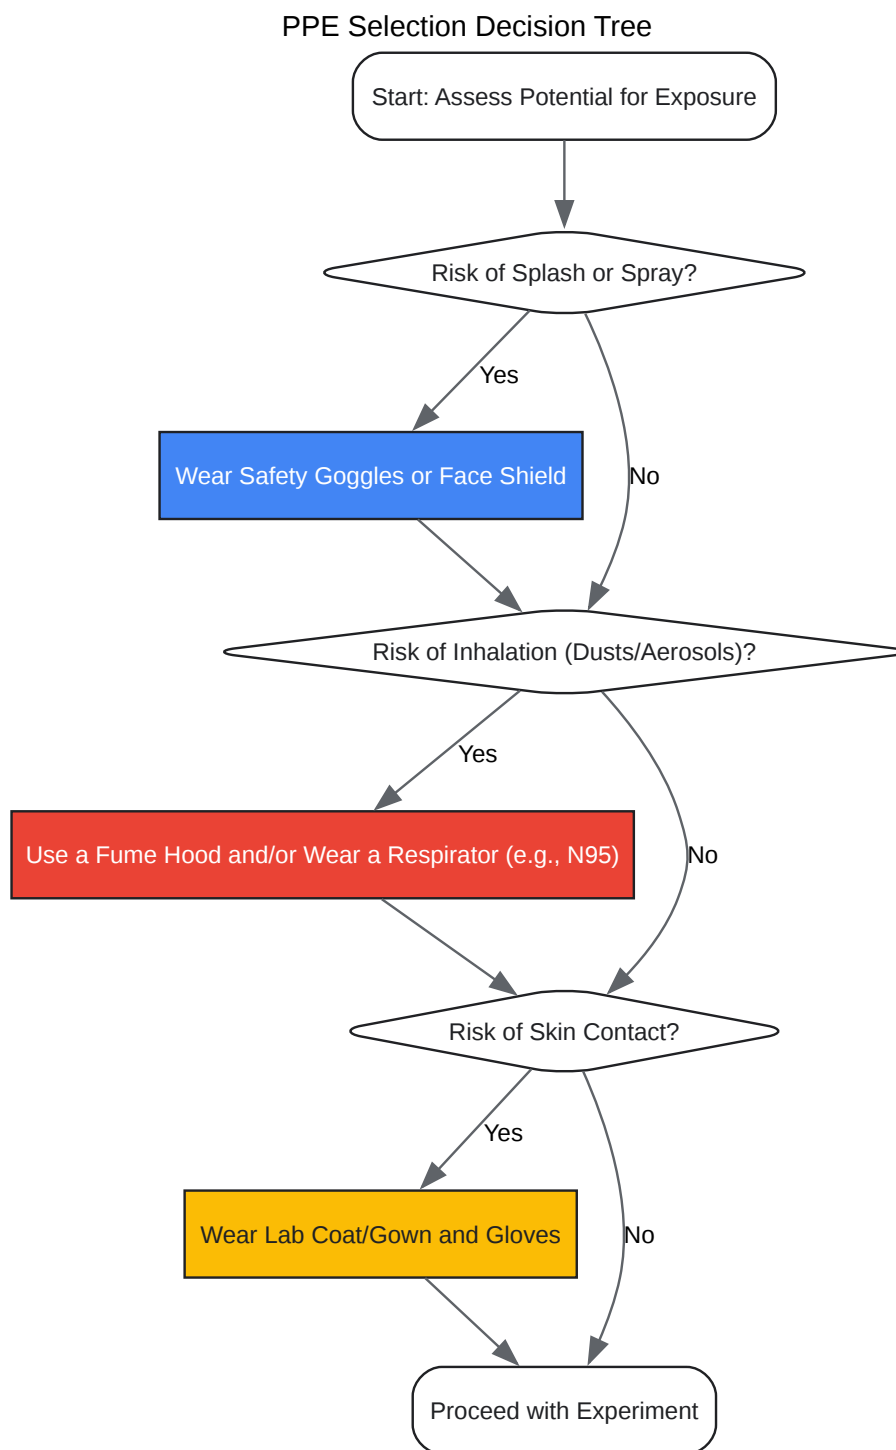 PPE Selection Decision Tree
Start: Assess Potential for Exposure
Risk of Splash or Spray?
Yes
Wear Safety Goggles or Face Shield
No
Risk of Inhalation (Dusts/Aerosols)?
Yes
Use a Fume Hood and/or Wear a Respirator (e.g., N95)
No
Risk of Skin Contact?
Yes
Wear Lab Coat/Gown and Gloves
No
Proceed with Experiment